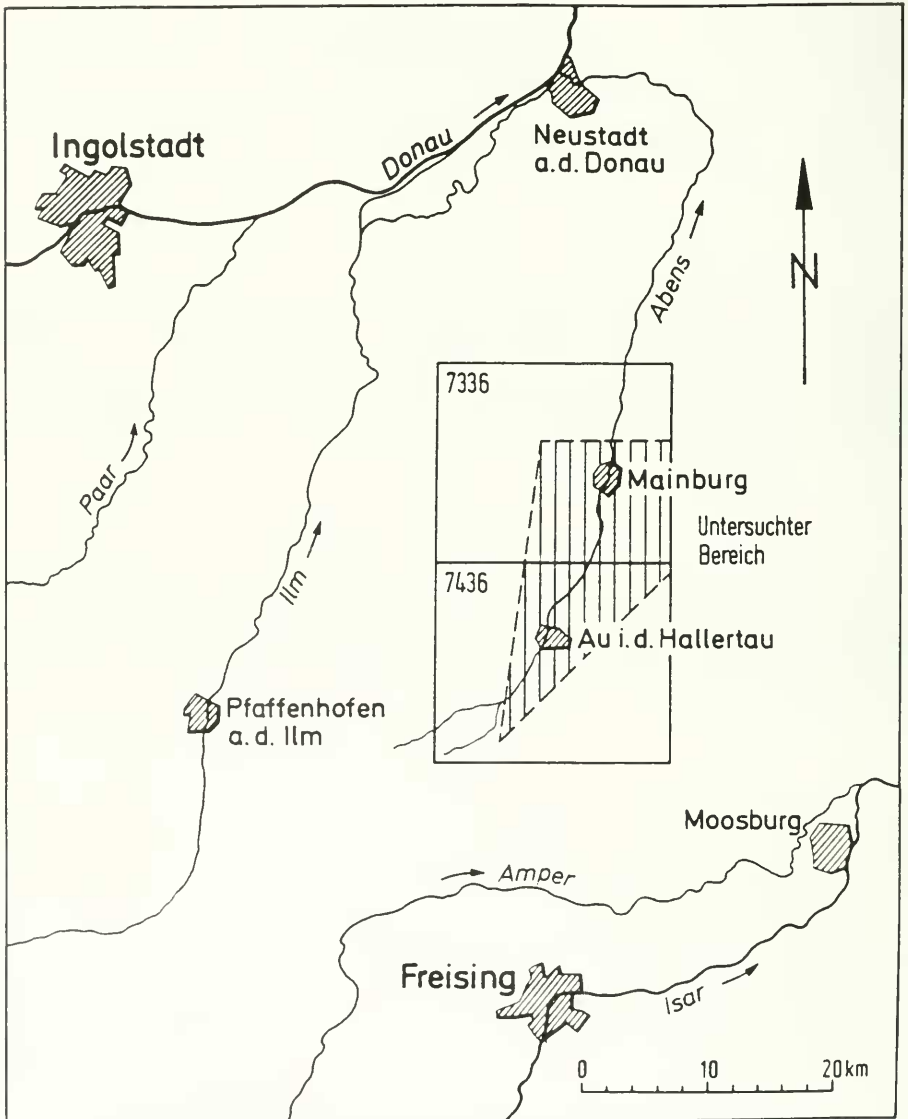 Ingolstadt
Donau
Neustadt
a.d. Donau
N
Abens
7336
Paar
Mainburg
Untersuchter
Bereich
Ilm
7436
Au i.d. Hallertau
Pfaffenhofen
a.d. Ilm
Moosburg
Amper
Freising
Isar
0 10 20 km